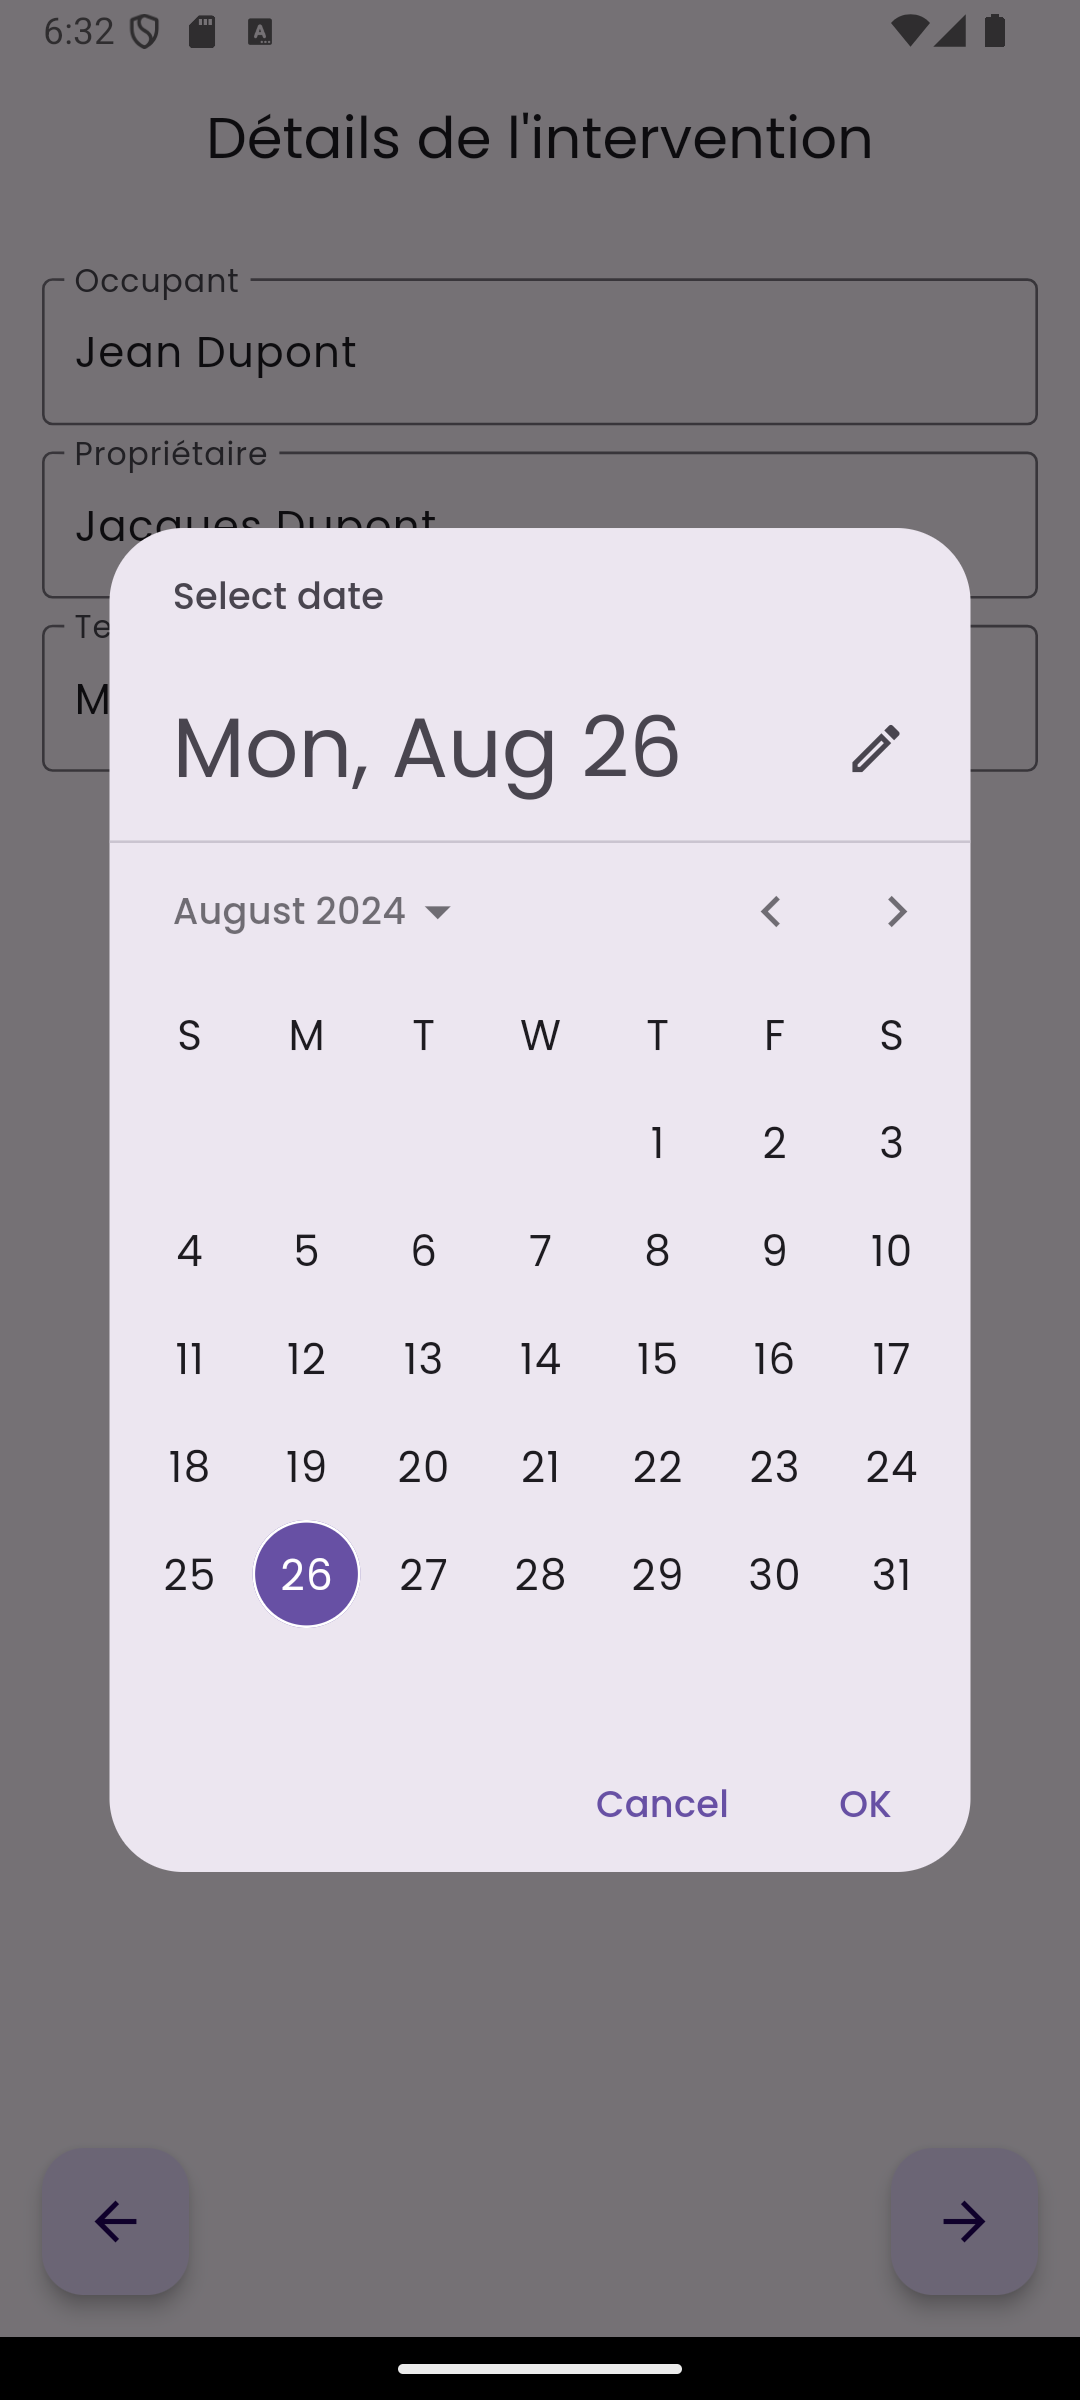 6:32
Détails de l'intervention
Occupant
Jean Dupont
Propriétaire
Jacques Dupont
Select date
Mon, Aug 26
August 2024
S M T W T F S
1 2 3
4 5 6 7 8 9 10
11 12 13 14 15 16 17
18 19 20 21 22 23 24
25 26 27 28 29 30 31
Cancel OK